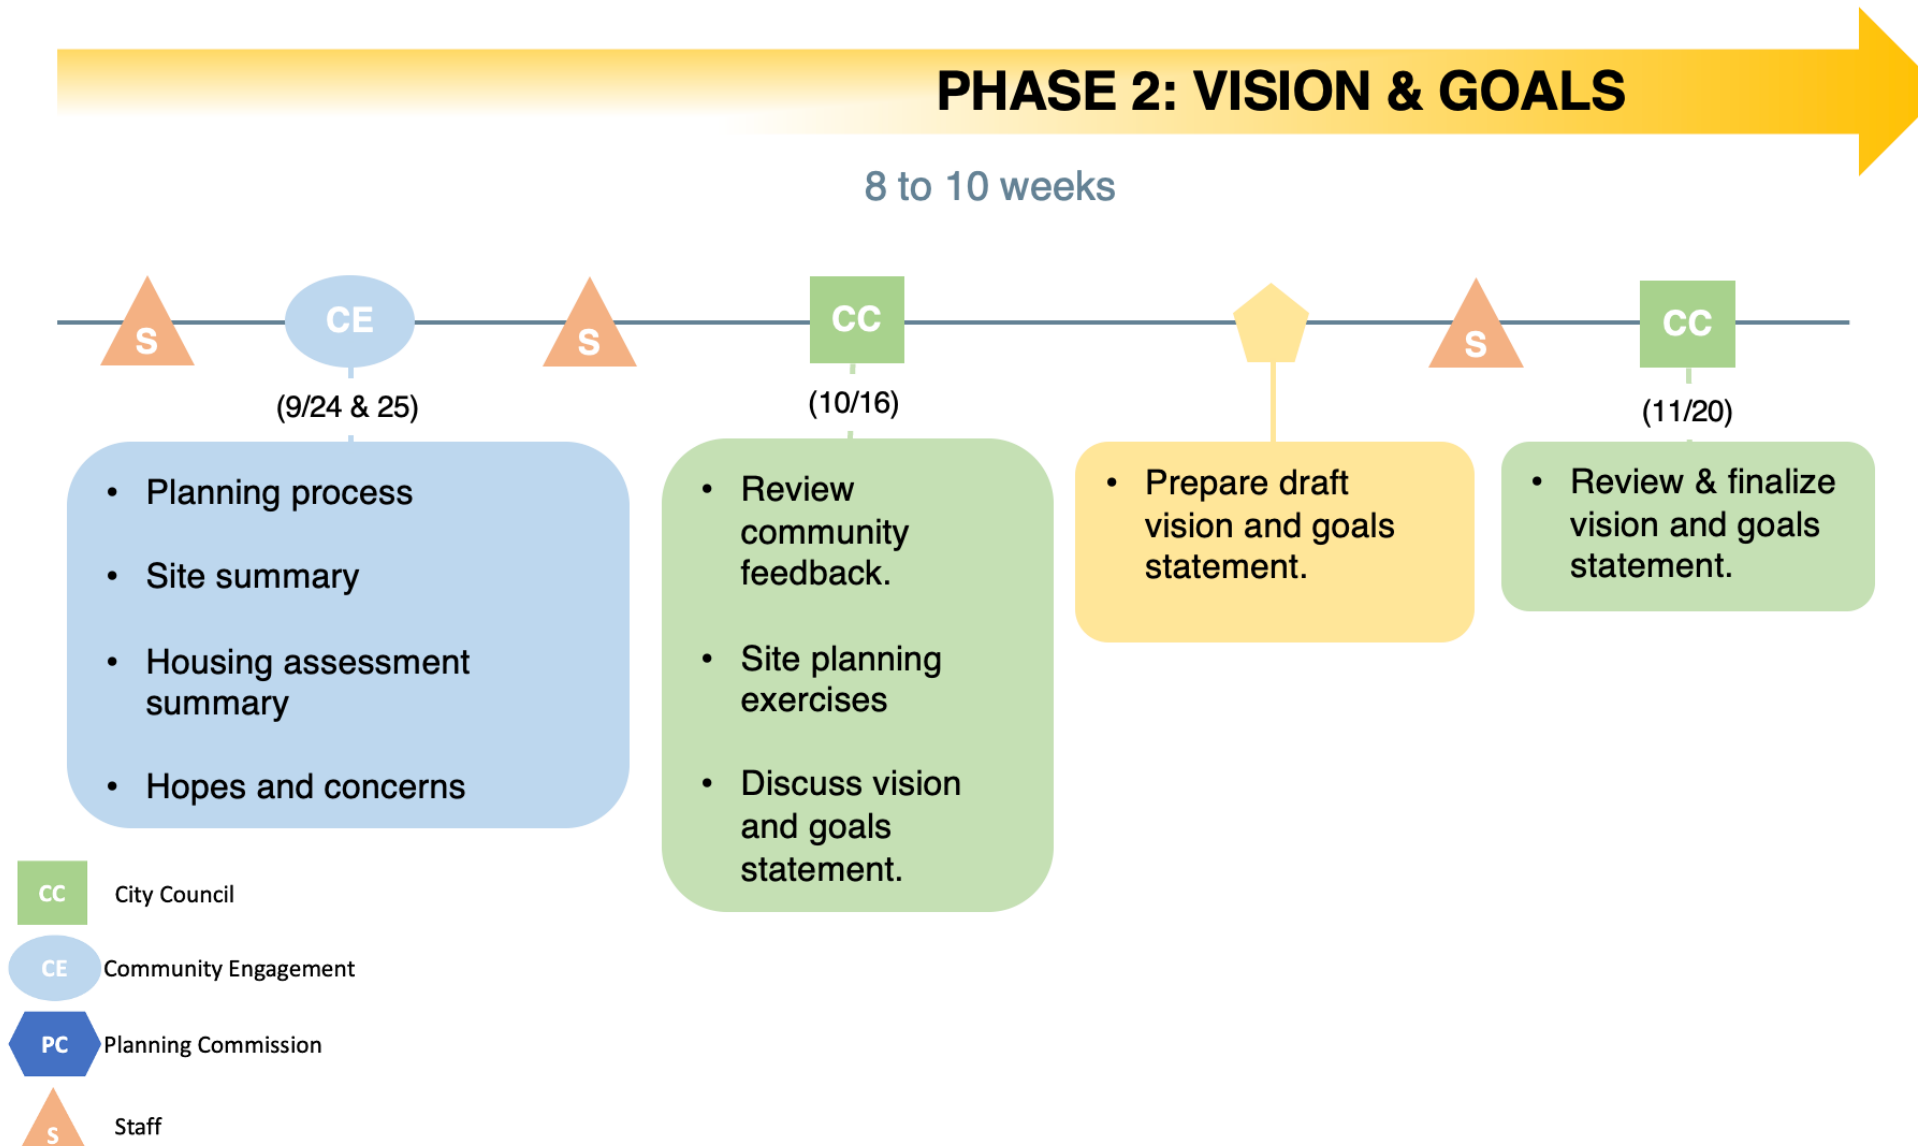 PHASE 2: VISION & GOALS
8 to 10 weeks
S
CE
S
CC
S
CC
(9/24 & 25)
(10/16)
(11/20)
• Planning process
• Site summary
• Housing assessment
summary
• Hopes and concerns
• Review
community
feedback.
• Site planning
exercises
• Discuss vision
and goals
statement.
• Prepare draft
vision and goals
statement.
• Review & finalize
vision and goals
statement.
CC City Council
CE Community Engagement
PC Planning Commission
S Staff